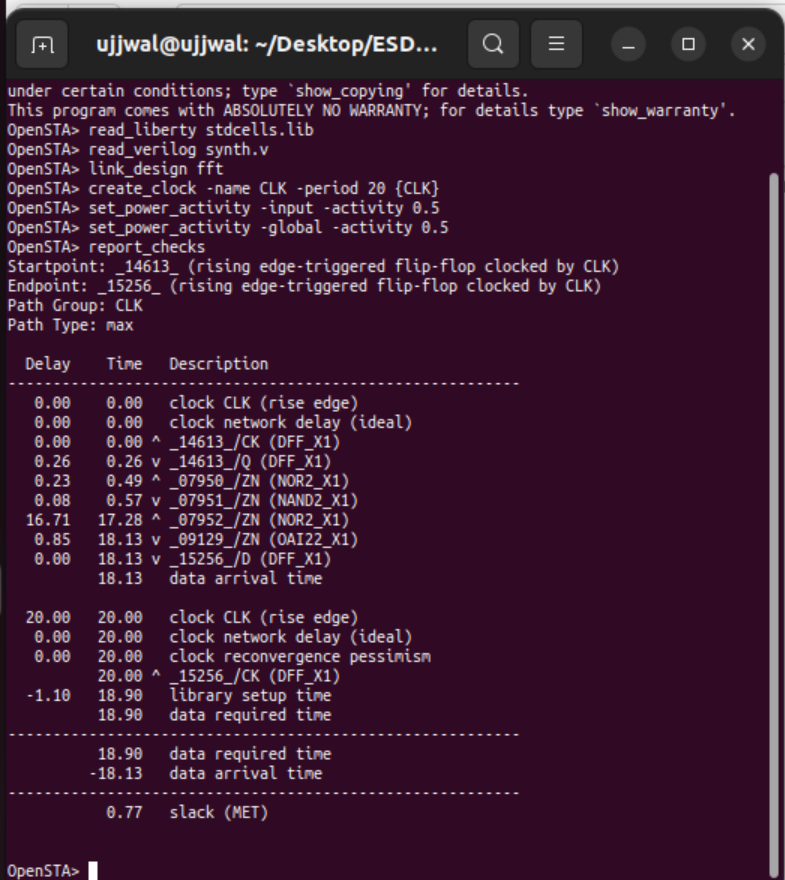 ujjwal@ujjwal: ~/Desktop/ESD...
under certain conditions; type `show_copying' for details.
This program comes with ABSOLUTELY NO WARRANTY; for details type `show_warranty'.
OpenSTA> read_liberty stdcells.lib
OpenSTA> read_verilog synth.v
OpenSTA> link_design fft
OpenSTA> create_clock -name CLK -period 20 {CLK}
OpenSTA> set_power_activity -input -activity 0.5
OpenSTA> set_power_activity -global -activity 0.5
OpenSTA> report_checks
Startpoint: _14613_ (rising edge-triggered flip-flop clocked by CLK)
Endpoint: _15256_ (rising edge-triggered flip-flop clocked by CLK)
Path Group: CLK
Path Type: max
  Delay    Time   Description
---------------------------------------------------------
   0.00    0.00   clock CLK (rise edge)
   0.00    0.00   clock network delay (ideal)
   0.00    0.00 ^ _14613_/CK (DFF_X1)
   0.26    0.26 v _14613_/Q (DFF_X1)
   0.23    0.49 ^ _07950_/ZN (NOR2_X1)
   0.08    0.57 v _07951_/ZN (NAND2_X1)
  16.71   17.28 ^ _07952_/ZN (NOR2_X1)
   0.85   18.13 v _09129_/ZN (OAI22_X1)
   0.00   18.13 v _15256_/D (DFF_X1)
          18.13   data arrival time
  20.00   20.00   clock CLK (rise edge)
   0.00   20.00   clock network delay (ideal)
   0.00   20.00   clock reconvergence pessimism
          20.00 ^ _15256_/CK (DFF_X1)
  -1.10   18.90   library setup time
          18.90   data required time
---------------------------------------------------------
          18.90   data required time
         -18.13   data arrival time
---------------------------------------------------------
           0.77   slack (MET)
OpenSTA>